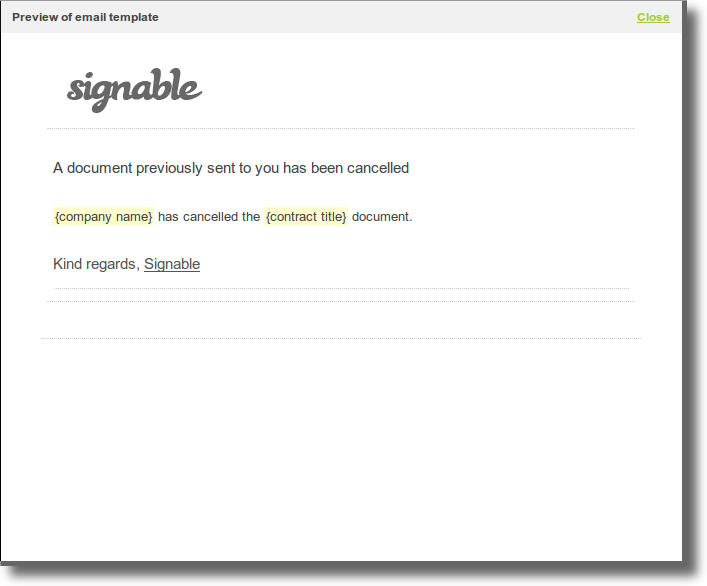 Preview of email template Close
signable
A document previously sent to you has been cancelled
{company name} has cancelled the {contract title} document.
Kind regards, Signable